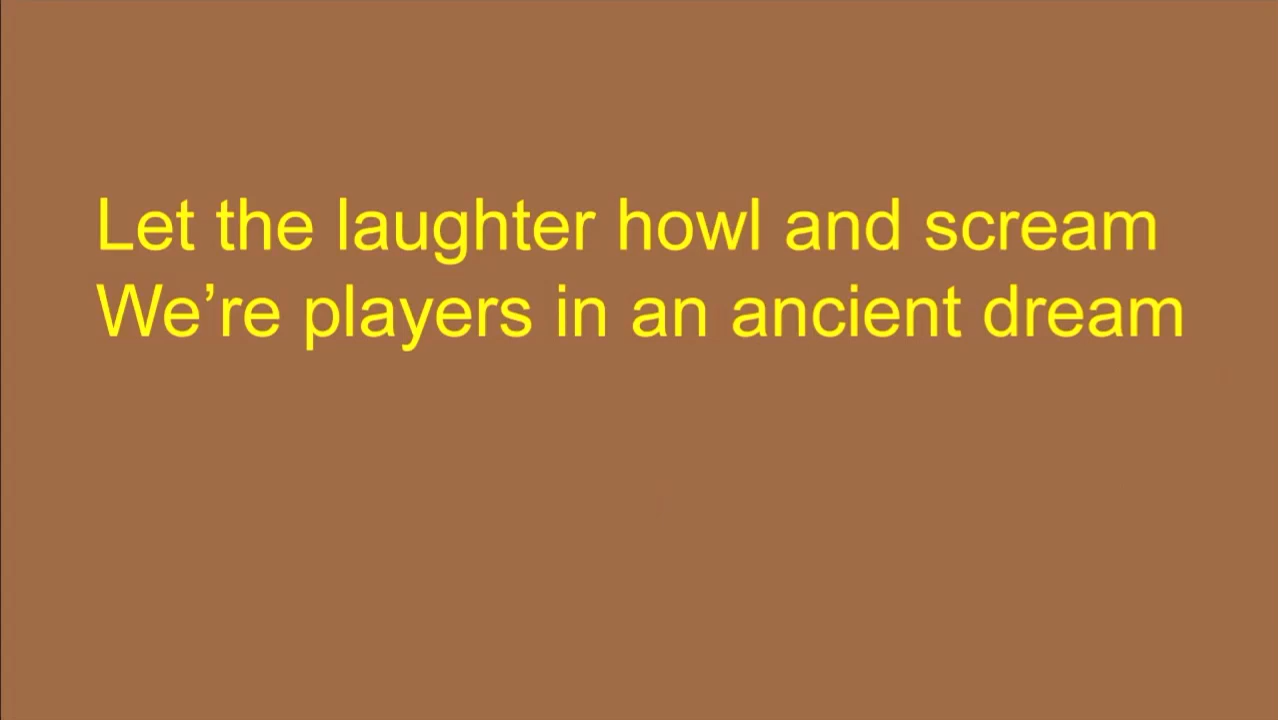 Let the laughter howl and scream
We’re players in an ancient dream